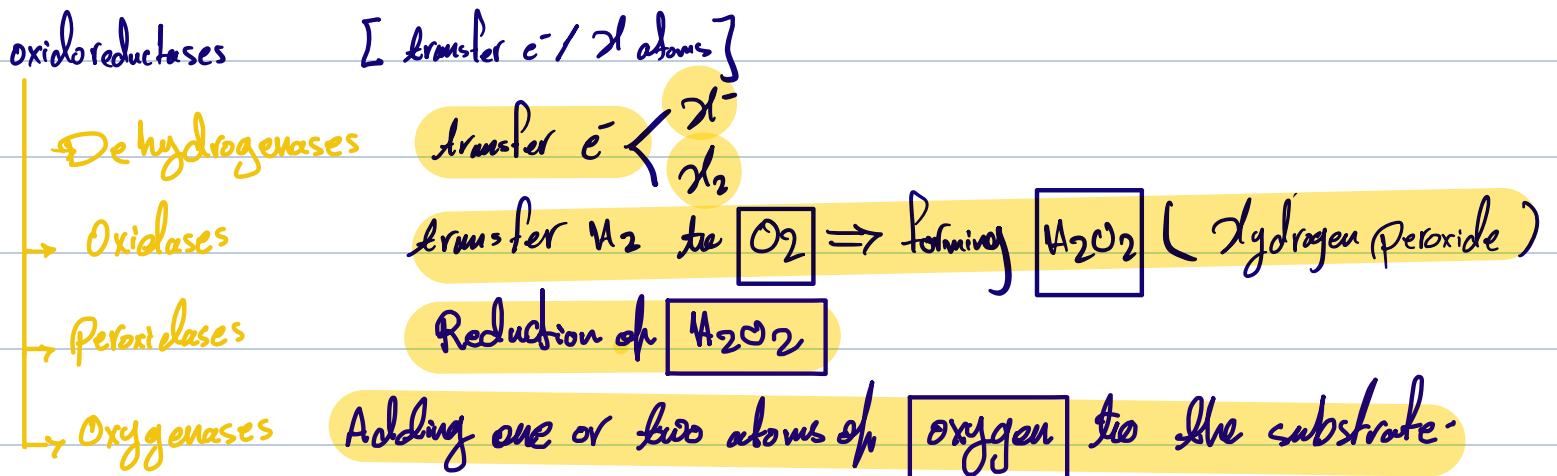 oxidoreductases [ transfer e⁻ / H atoms ]
Dehydrogenases transfer e⁻ < H⁻
H₂
→ Oxidases transfer H₂ to O₂ ⇒ forming H₂O₂ ( Hydrogen peroxide )
→ Peroxidases Reduction of H₂O₂
→ Oxygenases Adding one or two atoms of oxygen to the substrate.